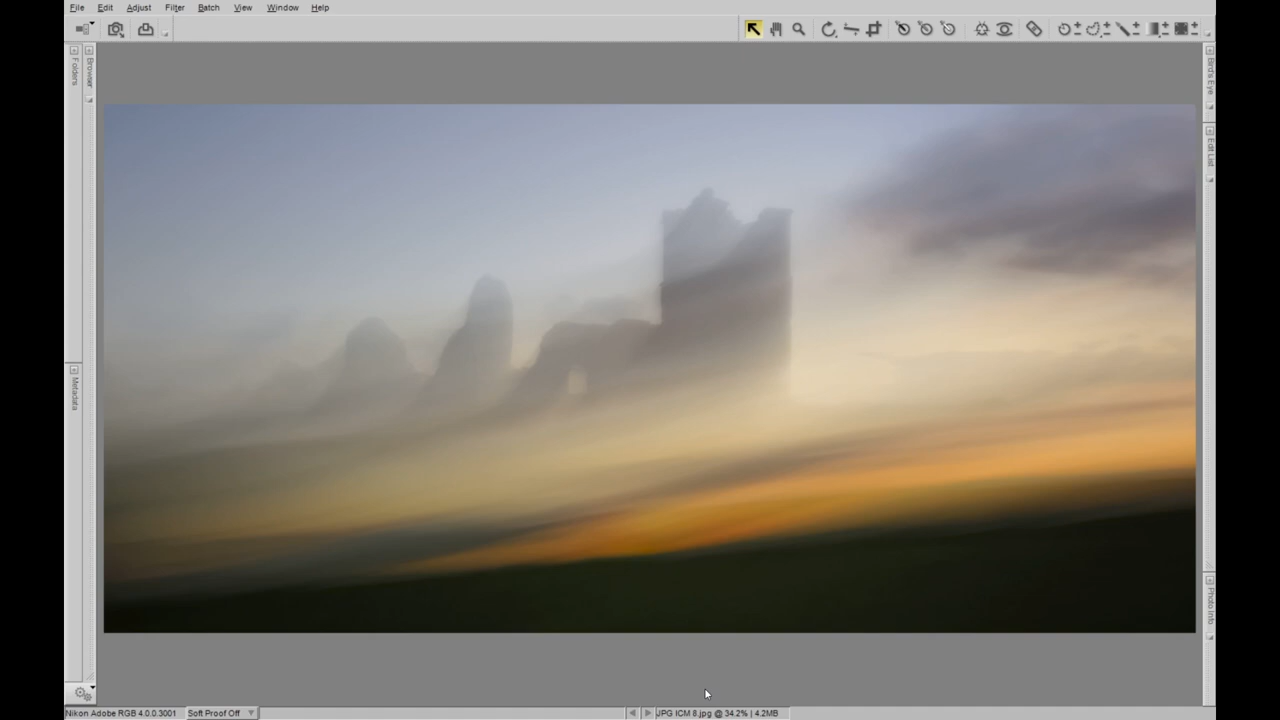 File Edit Adjust Filter Batch View Window Help
Folders
Browser
Metadata
Bird's Eye
Edit List
Photo Info
Nikon Adobe RGB 4.0.0.3001 Soft Proof Off JPG ICM 8.jpg @ 34.2% | 4.2MB